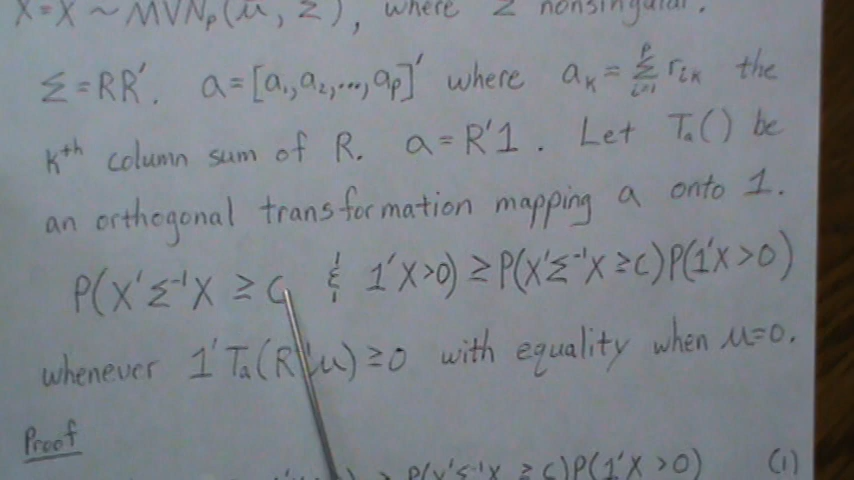 X=X ~ MVNₚ(μ, Σ), where Σ nonsingular.
Σ = RR'. a = [a₁, a₂, ..., aₚ]' where aₖ = Σᵢ₌₁ᵖ rᵢₖ the
kᵗʰ column sum of R. a = R'1. Let Tₐ() be
an orthogonal transformation mapping a onto 1.
P(X'Σ⁻¹X ≥ C & 1'X>0) ≥ P(X'Σ⁻¹X ≥ C)P(1'X>0)
whenever 1'Tₐ(R⁻¹μ) ≥ 0 with equality when μ=0.
Proof
≥ P(X'Σ⁻¹X ≥ C)P(1'X>0) (1)